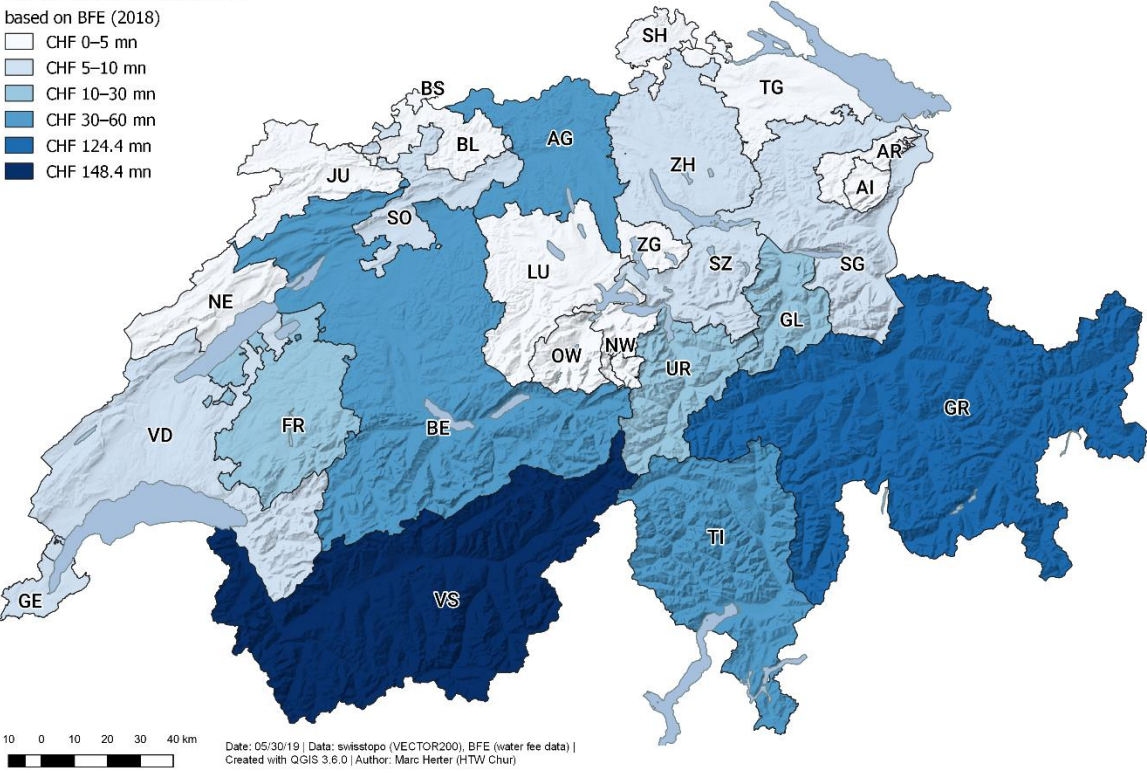 based on BFE (2018)
CHF 0–5 mn
CHF 5–10 mn
CHF 10–30 mn
CHF 30–60 mn
CHF 124.4 mn
CHF 148.4 mn
SH
BS
TG
AG
BL
AR
ZH
JU
AI
SO
ZG
LU
SZ
SG
NE
GL
NW
OW
UR
GR
FR
BE
VD
TI
GE
VS
10 0 10 20 30 40 km
Date: 05/30/19 | Data: swisstopo (VECTOR200), BFE (water fee data) |
Created with QGIS 3.6.0 | Author: Marc Herter (HTW Chur)